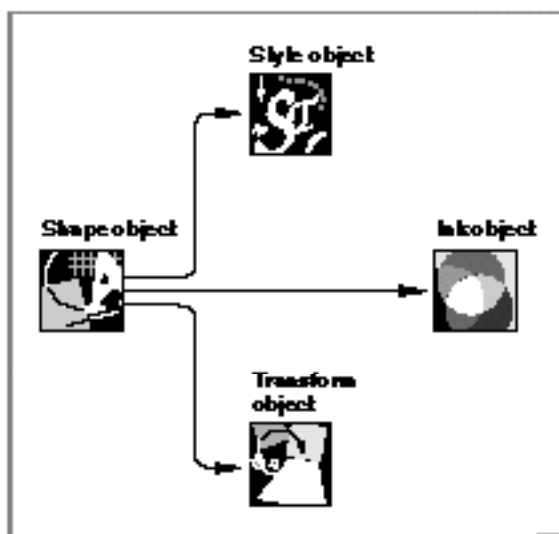 Style object
Shape object
Ink object
Transform
object